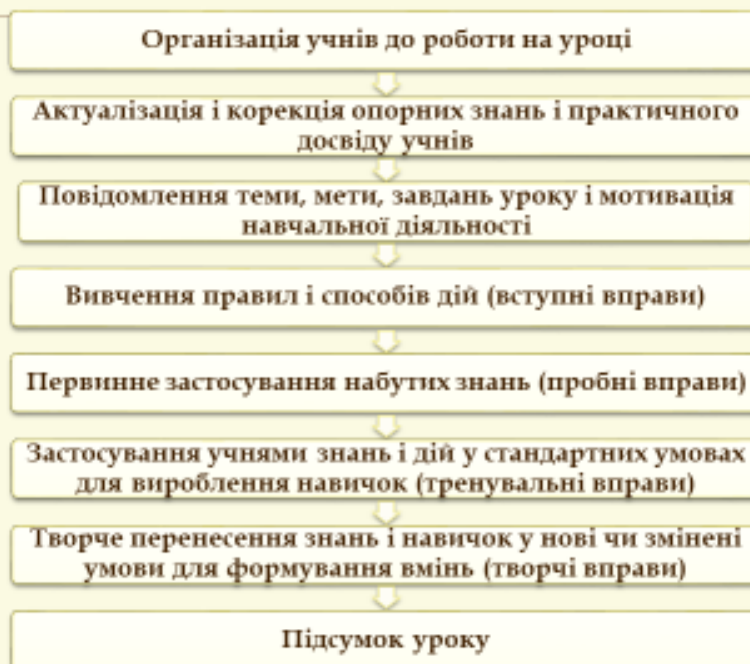 Організація учнів до роботи на уроці
Актуалізація і корекція опорних знань і практичного
досвіду учнів
Повідомлення теми, мети, завдань уроку і мотивація
навчальної діяльності
Вивчення правил і способів дій (вступні вправи)
Первинне застосування набутих знань (пробні вправи)
Застосування учнями знань і дій у стандартних умовах
для вироблення навичок (тренувальні вправи)
Творче перенесення знань і навичок у нові чи змінені
умови для формування вмінь (творчі вправи)
Підсумок уроку